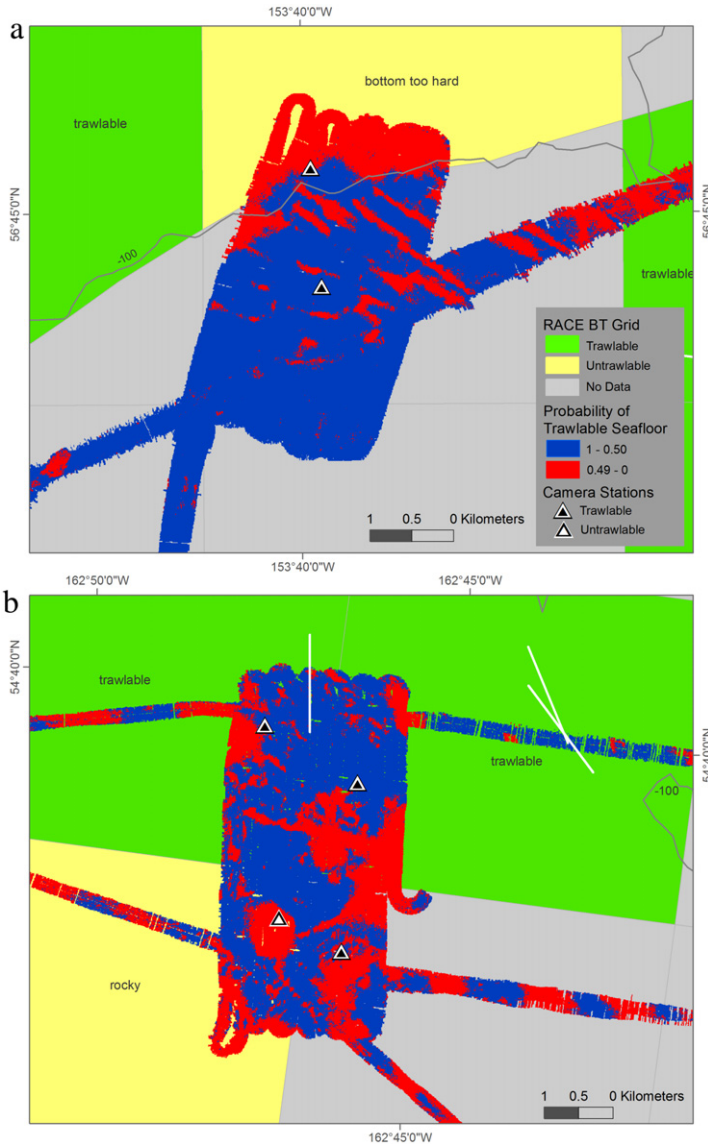 a
153°40'0"W
bottom too hard
trawlable
56°45'0"N
56°45'0"N
-100
trawlable
RACE BT Grid
Trawlable
Untrawlable
No Data
Probability of
Trawlable Seafloor
1 - 0.50
0.49 - 0
Camera Stations
Trawlable
Untrawlable
1 0.5 0 Kilometers
153°40'0"W
b
162°50'0"W
162°45'0"W
54°40'0"N
trawlable
trawlable
54°40'0"N
-100
rocky
1 0.5 0 Kilometers
162°45'0"W